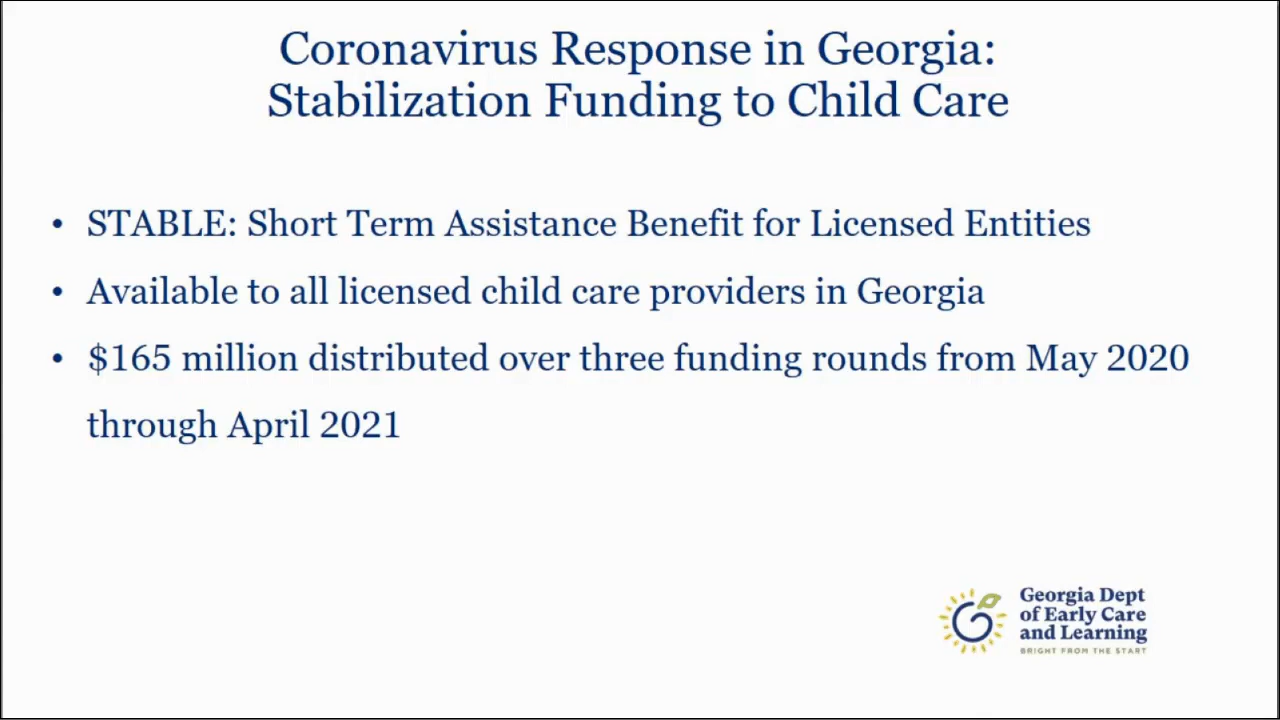 Coronavirus Response in Georgia:
Stabilization Funding to Child Care
• STABLE: Short Term Assistance Benefit for Licensed Entities
• Available to all licensed child care providers in Georgia
• $165 million distributed over three funding rounds from May 2020
through April 2021
Georgia Dept
of Early Care
and Learning
BRIGHT FROM THE START